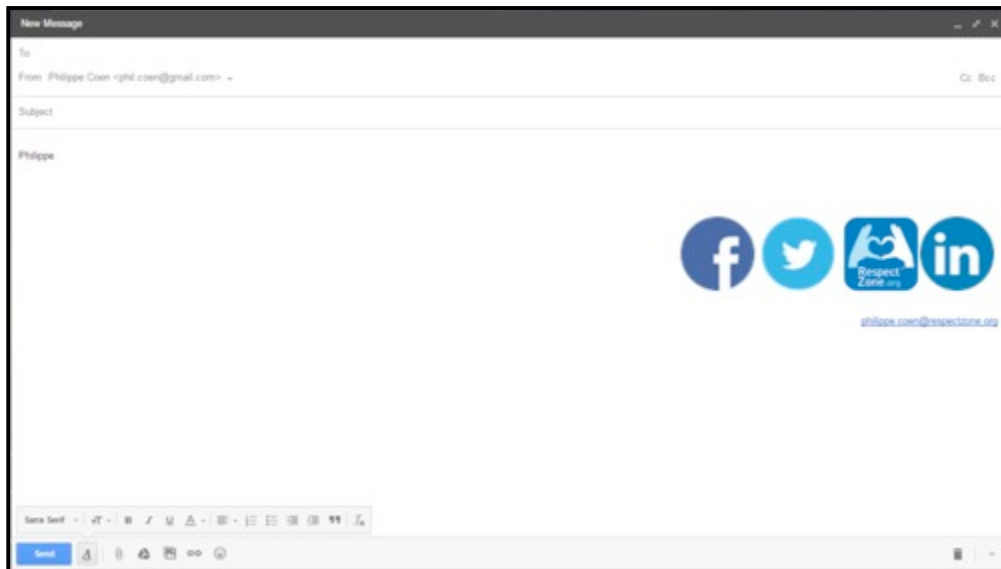 New Message
To
From Philippe Coen <phil.coen@gmail.com>
Cc Bcc
Subject
Philippe
f
in
Respect
Zone.org
philippe.coen@respectzone.org
Sans Serif
B I U A
Send A